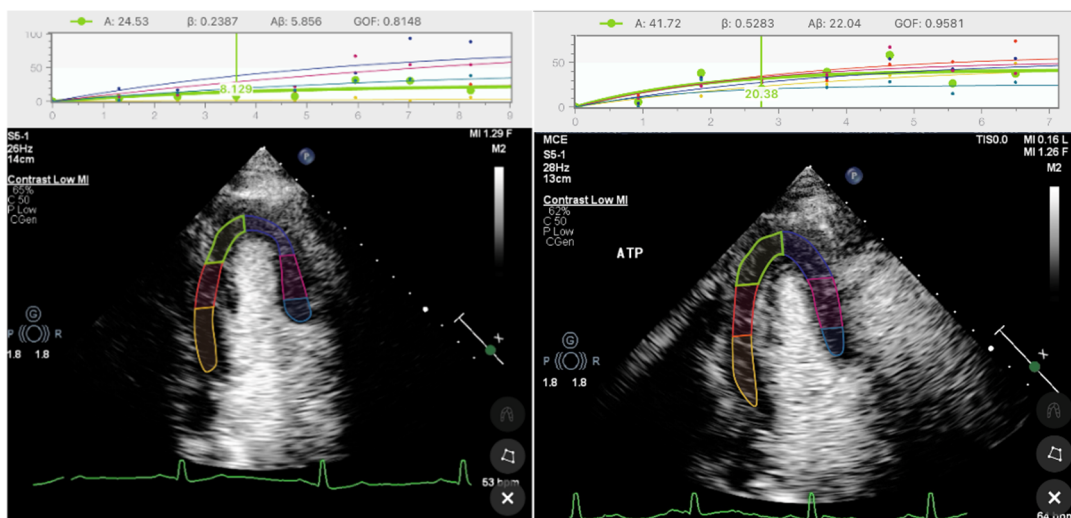 A: 24.53 β: 0.2387 Aβ: 5.856 GOF: 0.8148
100
50
0
8.129
0 1 2 3 4 5 6 7 8 9
S5-1
26Hz
14cm
MI 1.29 F
M2
Contrast Low MI
65%
C 50
P Low
CGen
P
G
P R
1.8 1.8
X
53 bpm
A: 41.72 β: 0.5283 Aβ: 22.04 GOF: 0.9581
50
0
20.38
0 1 2 3 4 5 6 7
MCE
S5-1
28Hz
13cm
TIS0.0 MI 0.16 L
MI 1.26 F
M2
Contrast Low MI
62%
C 50
P Low
CGen
P
ATP
G
P R
1.8 1.8
X
64 bpm